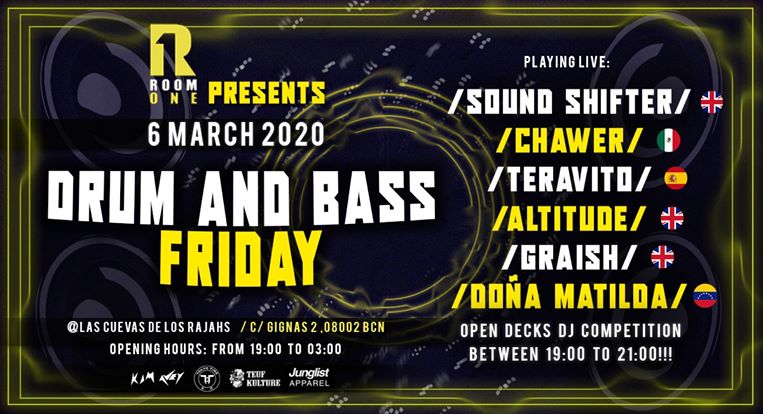 ROOM
ONE PRESENTS
6 MARCH 2020
DRUM AND BASS
FRIDAY
@LAS CUEVAS DE LOS RAJAHS / C/ GIGNAS 2 ,08002 BCN
OPENING HOURS: FROM 19:00 TO 03:00
TEUF
KULTURE
Junglist
APPAREL
PLAYING LIVE:
/SOUND SHIFTER/
/CHAWER/
/TERAVITO/
/ALTITUDE/
/GRAISH/
/DOÑA MATILDA/
OPEN DECKS DJ COMPETITION
BETWEEN 19:00 TO 21:00!!!